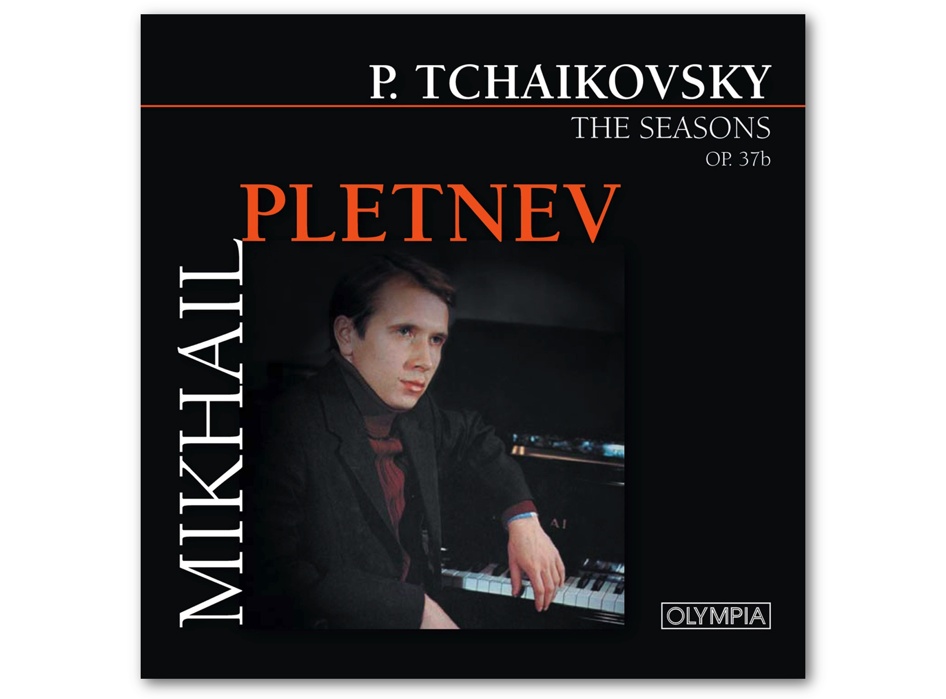 P. TCHAIKOVSKY
THE SEASONS
OP. 37b
PLETNEV
MIKHAIL
OLYMPIA